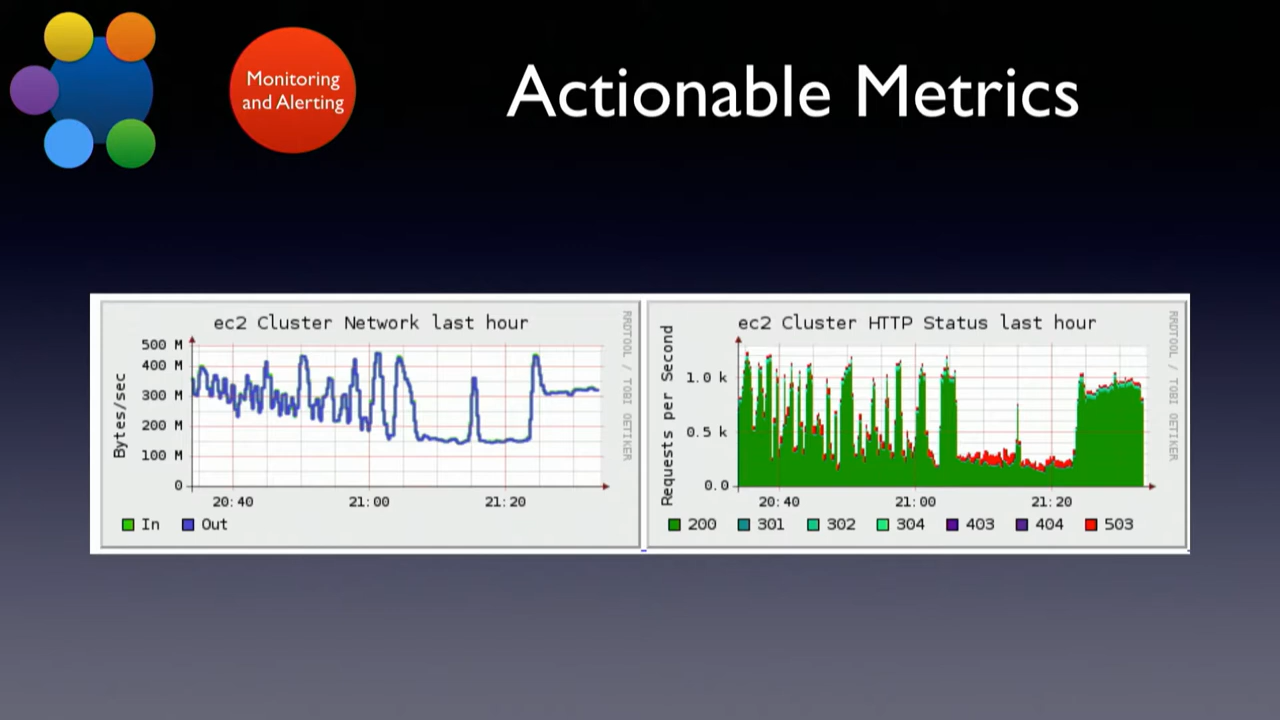 Monitoring
and Alerting
Actionable Metrics
ec2 Cluster Network last hour
Bytes/sec
500 M
400 M
300 M
200 M
100 M
0
20:40
21:00
21:20
In
Out
RRDTOOL / TOBI OETIKER
ec2 Cluster HTTP Status last hour
Requests per Second
1.0 k
0.5 k
0.0
20:40
21:00
21:20
200
301
302
304
403
404
503
RRDTOOL / TOBI OETIKER